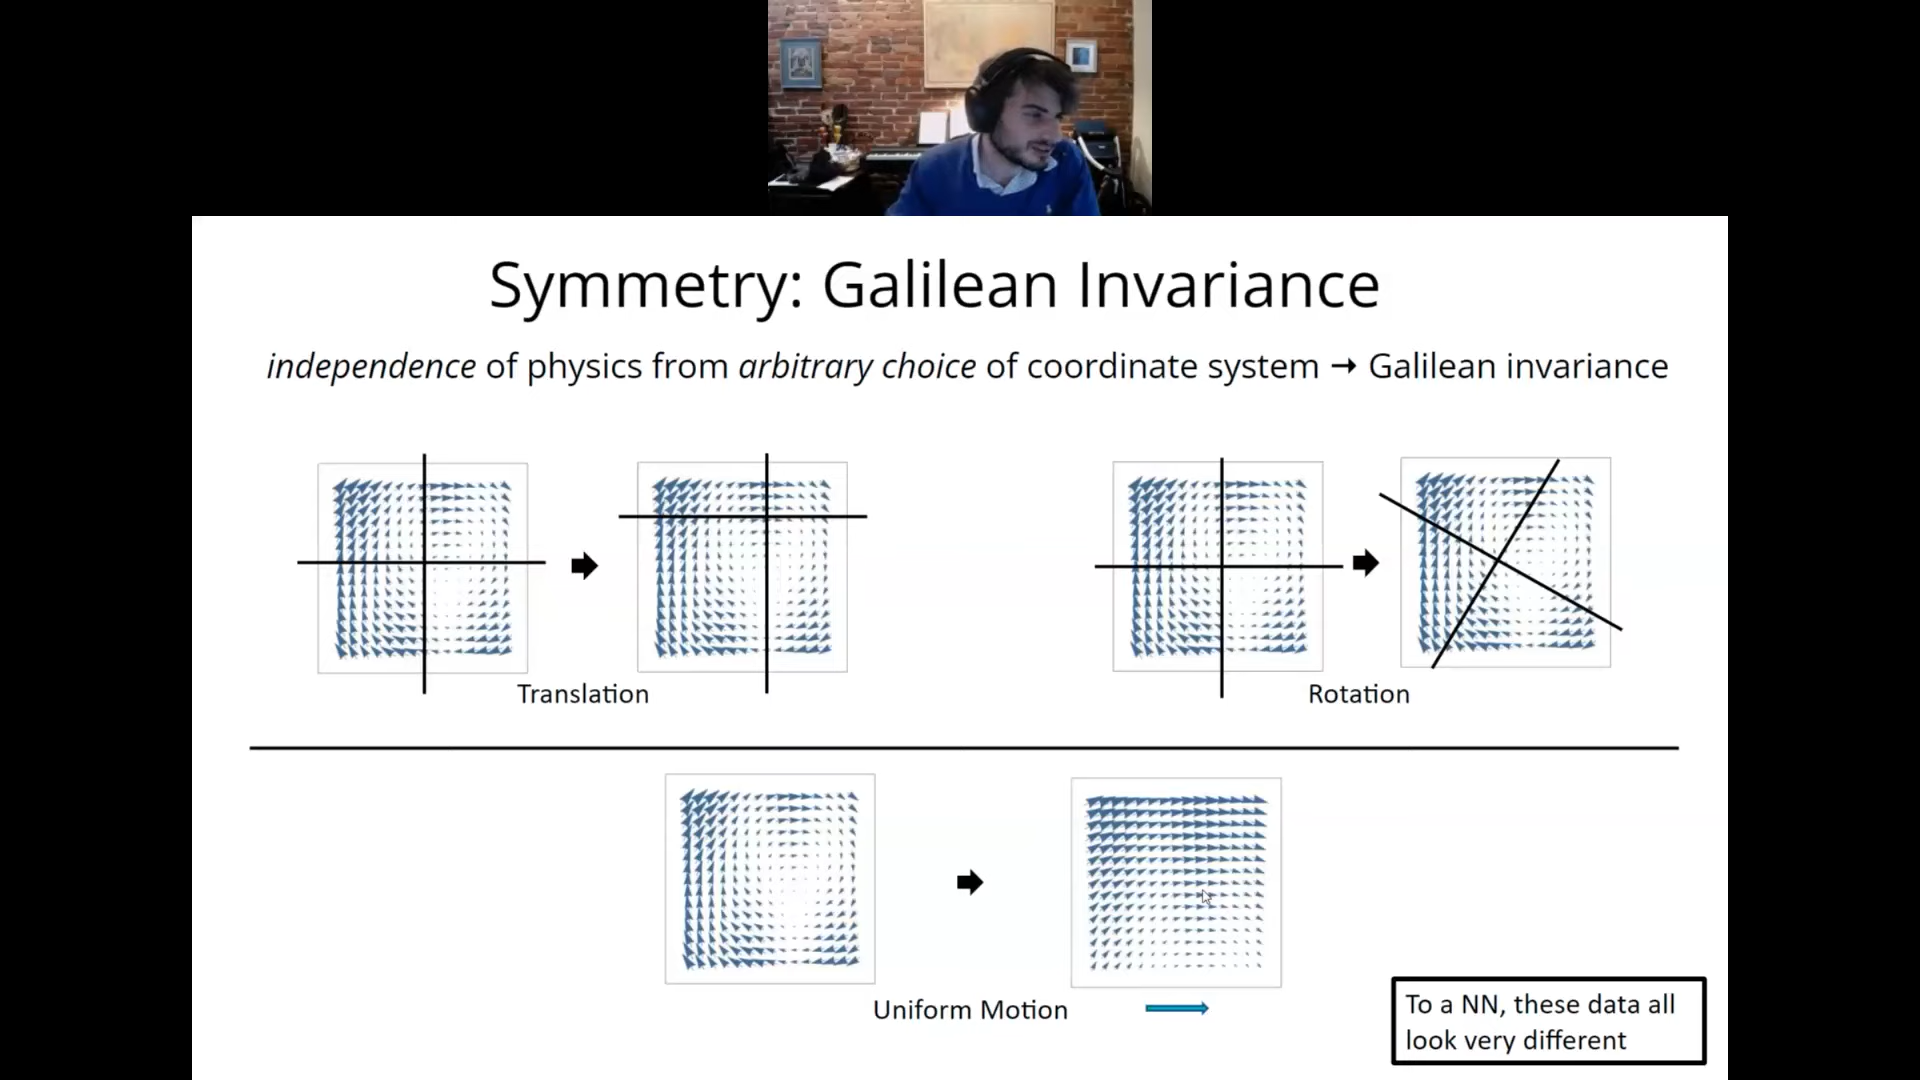 Symmetry: Galilean Invariance
independence of physics from arbitrary choice of coordinate system → Galilean invariance
Translation
Rotation
Uniform Motion
To a NN, these data all
look very different